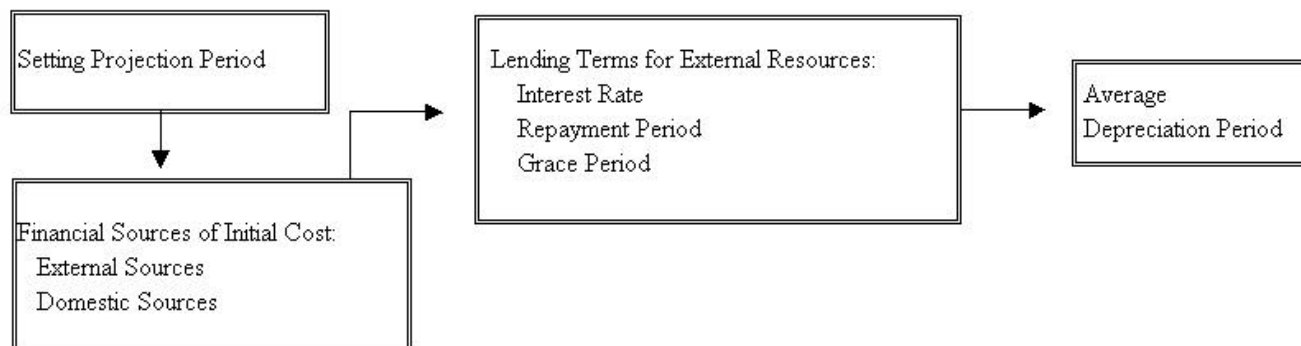 Setting Projection Period
Financial Sources of Initial Cost:
External Sources
Domestic Sources
Lending Terms for External Resources:
Interest Rate
Repayment Period
Grace Period
Average
Depreciation Period